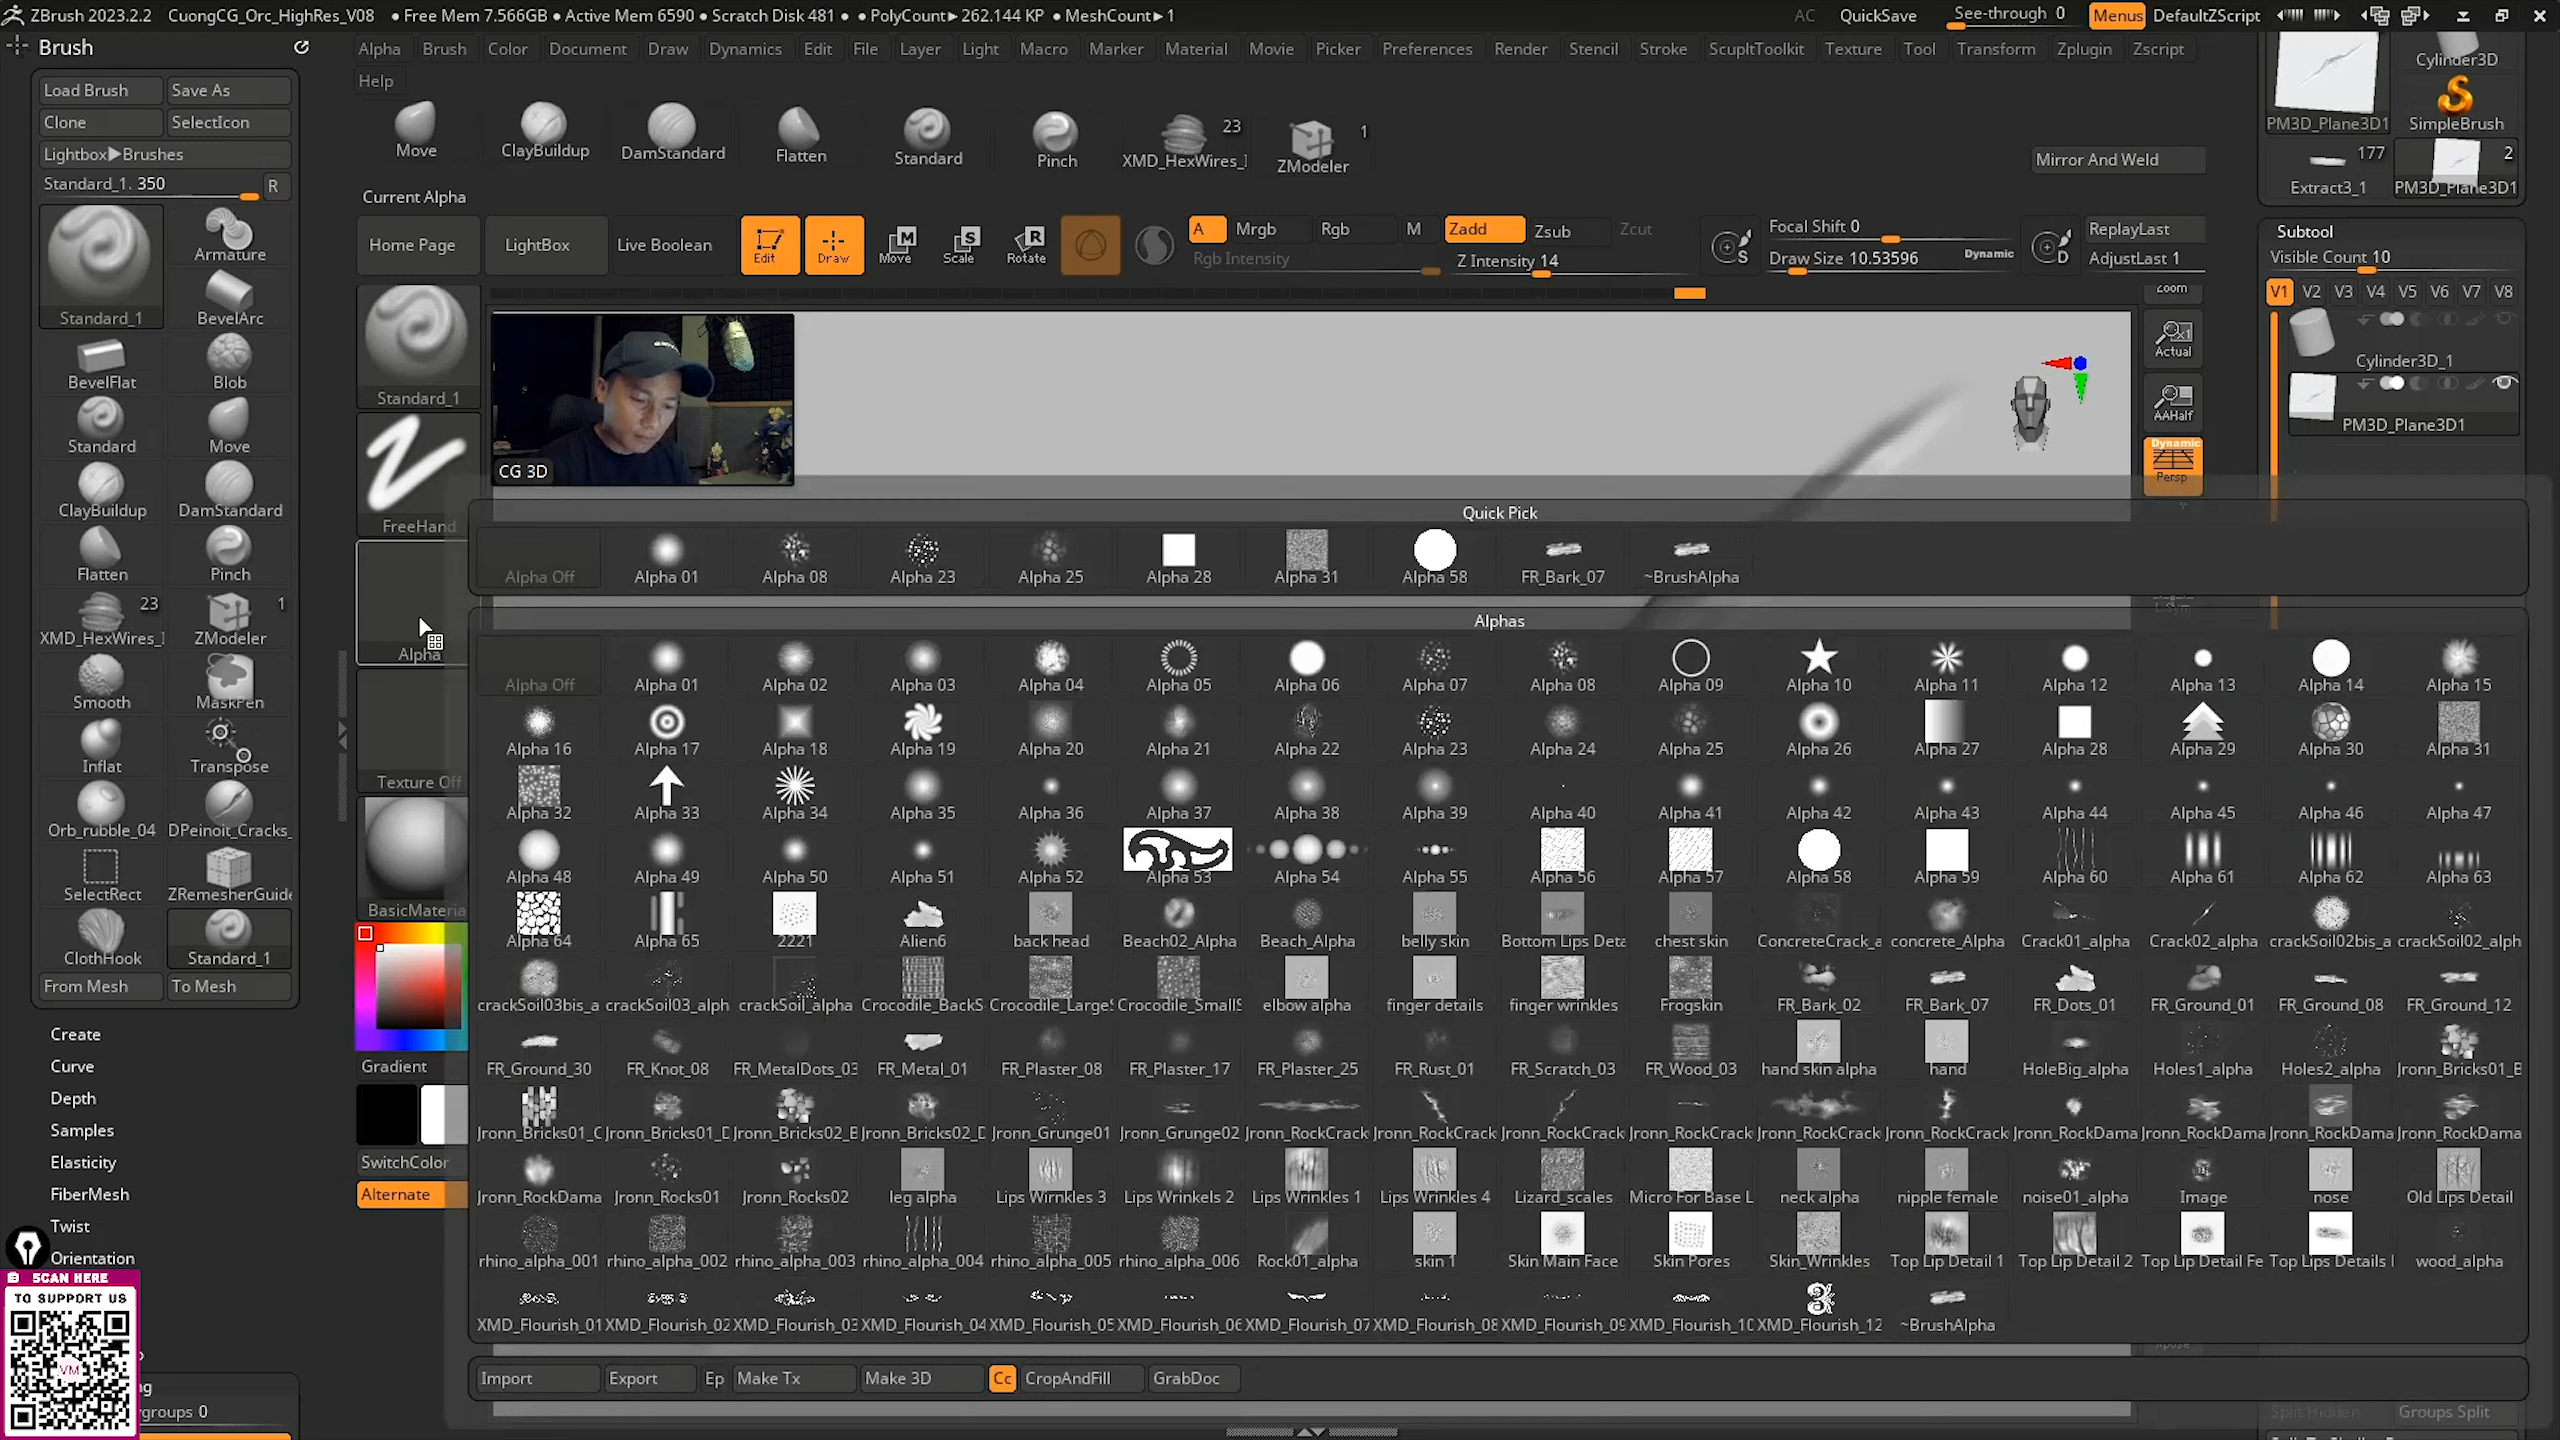 ZBrush 2023.2.2 CuongCG_Orc_HighRes_V08 ● Free Mem 7.566GB ● Active Mem 6590 ● Scratch Disk 481 ● ● PolyCount► 262.144 KP ● MeshCount► 1
AC QuickSave See-through 0 Menus DefaultZScript
Brush
Alpha Brush Color Document Draw Dynamics Edit File Layer Light Macro Marker Material Movie Picker Preferences Render Stencil Stroke ScupltToolkit Texture Tool Transform Zplugin Zscript
Help
Load Brush Save As
Clone SelectIcon
Lightbox►Brushes
Standard_1. 350 R
Standard_1 Armature
BevelArc
BevelFlat Blob
Standard Move
ClayBuildup DamStandard
Flatten Pinch
23 1
XMD_HexWires_1 ZModeler
Smooth MaskPen
Inflat Transpose
Orb_rubble_04 DPeinoit_Cracks_
SelectRect ZRemesherGuide
ClothHook Standard_1
From Mesh To Mesh
Create
Curve
Depth
Samples
Elasticity
FiberMesh
Twist
Orientation
SCAN HERE
TO SUPPORT US
VM
groups 0
Move ClayBuildup DamStandard Flatten Standard Pinch XMD_HexWires_1 23 ZModeler 1
Mirror And Weld
Current Alpha
Home Page LightBox Live Boolean Edit Draw Move Scale Rotate
A Mrgb Rgb M Zadd Zsub Zcut
Rgb Intensity Z Intensity 14
Focal Shift 0
Draw Size 10.53596 Dynamic
S D
ReplayLast
AdjustLast 1
Standard_1
FreeHand
Alpha
Texture Off
BasicMateria
Gradient
SwitchColor
Alternate
CG 3D
Zoom
Actual
AAHalf
Dynamic
Persp
L.Sym
Cylinder3D
PM3D_Plane3D1 SimpleBrush
177 2
Extract3_1 PM3D_Plane3D1
Subtool
Visible Count 10
V1 V2 V3 V4 V5 V6 V7 V8
Cylinder3D_1
PM3D_Plane3D1
Quick Pick
Alpha Off Alpha 01 Alpha 08 Alpha 23 Alpha 25 Alpha 28 Alpha 31 Alpha 58 FR_Bark_07 ~BrushAlpha
Alphas
Alpha Off Alpha 01 Alpha 02 Alpha 03 Alpha 04 Alpha 05 Alpha 06 Alpha 07 Alpha 08 Alpha 09 Alpha 10 Alpha 11 Alpha 12 Alpha 13 Alpha 14 Alpha 15
Alpha 16 Alpha 17 Alpha 18 Alpha 19 Alpha 20 Alpha 21 Alpha 22 Alpha 23 Alpha 24 Alpha 25 Alpha 26 Alpha 27 Alpha 28 Alpha 29 Alpha 30 Alpha 31
Alpha 32 Alpha 33 Alpha 34 Alpha 35 Alpha 36 Alpha 37 Alpha 38 Alpha 39 Alpha 40 Alpha 41 Alpha 42 Alpha 43 Alpha 44 Alpha 45 Alpha 46 Alpha 47
Alpha 48 Alpha 49 Alpha 50 Alpha 51 Alpha 52 Alpha 53 Alpha 54 Alpha 55 Alpha 56 Alpha 57 Alpha 58 Alpha 59 Alpha 60 Alpha 61 Alpha 62 Alpha 63
Alpha 64 Alpha 65 2221 Alien6 back head Beach02_Alpha Beach_Alpha belly skin Bottom Lips Deta chest skin ConcreteCrack_a concrete_Alpha Crack01_alpha Crack02_alpha crackSoil02bis_a crackSoil02_alph
crackSoil03bis_a crackSoil03_alph crackSoil_alpha Crocodile_BackS Crocodile_LargeS Crocodile_SmallS elbow alpha finger details finger wrinkles Frogskin FR_Bark_02 FR_Bark_07 FR_Dots_01 FR_Ground_01 FR_Ground_08 FR_Ground_12
FR_Ground_30 FR_Knot_08 FR_MetalDots_03 FR_Metal_01 FR_Plaster_08 FR_Plaster_17 FR_Plaster_25 FR_Rust_01 FR_Scratch_03 FR_Wood_03 hand skin alpha hand HoleBig_alpha Holes1_alpha Holes2_alpha Jronn_Bricks01_B
Jronn_Bricks01_C Jronn_Bricks01_D Jronn_Bricks02_B Jronn_Bricks02_D Jronn_Grunge01 Jronn_Grunge02 Jronn_RockCrack Jronn_RockCrack Jronn_RockCrack Jronn_RockCrack Jronn_RockCrack Jronn_RockCrack Jronn_RockDama Jronn_RockDama Jronn_RockDama Jronn_RockDama
Jronn_RockDama Jronn_Rocks01 Jronn_Rocks02 leg alpha Lips Wirnkles 3 Lips Wrinkels 2 Lips Wrinkles 1 Lips Wrinkles 4 Lizard_scales Micro For Base L neck alpha nipple female noise01_alpha Image nose Old Lips Detail
rhino_alpha_001 rhino_alpha_002 rhino_alpha_003 rhino_alpha_004 rhino_alpha_005 rhino_alpha_006 Rock01_alpha skin 1 Skin Main Face Skin Pores Skin_Wrinkles Top Lip Detail 1 Top Lip Detail 2 Top Lip Detail Fe Top Lips Details I wood_alpha
XMD_Flourish_01 XMD_Flourish_02 XMD_Flourish_03 XMD_Flourish_04 XMD_Flourish_05 XMD_Flourish_06 XMD_Flourish_07 XMD_Flourish_08 XMD_Flourish_09 XMD_Flourish_10 XMD_Flourish_12 ~BrushAlpha
Import Export Ep Make Tx Make 3D Cc CropAndFill GrabDoc
Split Hidden Groups Split